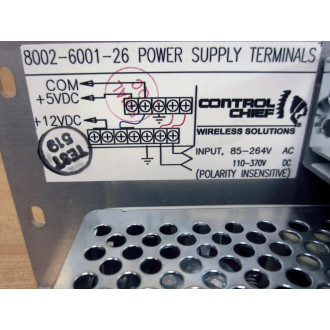 8002-6001-26 POWER SUPPLY TERMINALS
COM
+5VDC
+12VDC
CONTROL
CHIEF
WIRELESS SOLUTIONS
TEST
519
INPUT, 85-264V AC
110-370V DC
(POLARITY INSENSITIVE)